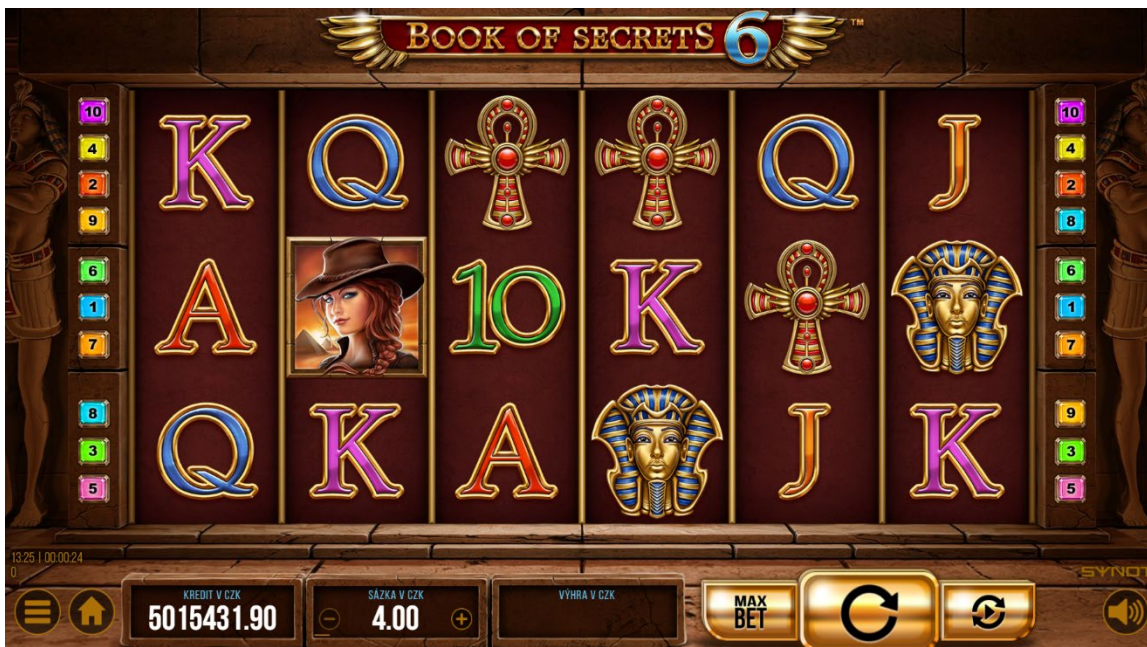 BOOK OF SECRETS 6™
10 K Q Q J 10
4 4
2 2
9 8
6 A 10 K 6
1 1
7 7
8 Q K A J K 9
3 3
5 5
13:25 | 00:00:24
0
SYNOT
KREDIT V CZK SÁZKA V CZK VÝHRA V CZK
5015431.90 4.00 MAX
BET